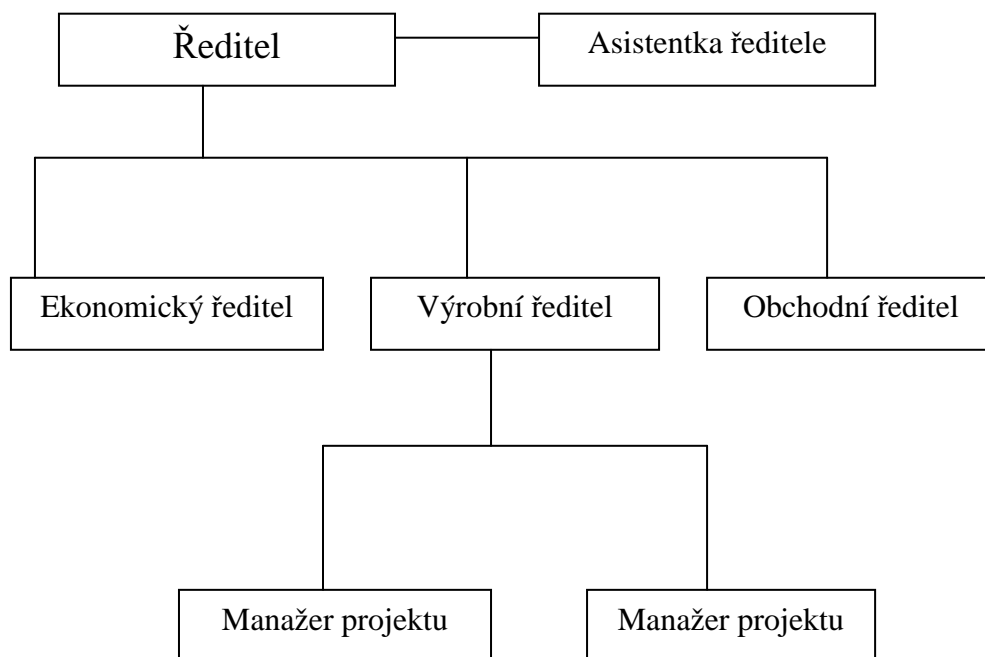 Ředitel
Asistentka ředitele
Ekonomický ředitel
Výrobní ředitel
Obchodní ředitel
Manažer projektu
Manažer projektu